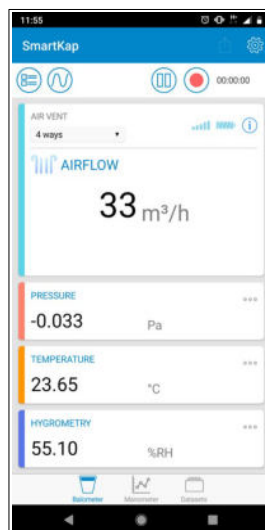 11:55
SmartKap
00:00:00
AIR VENT
4 ways
AIRFLOW
33 m³/h
PRESSURE
-0.033 Pa
TEMPERATURE
23.65 °C
HYGROMETRY
55.10 %RH
Balometer Manometer Datasets